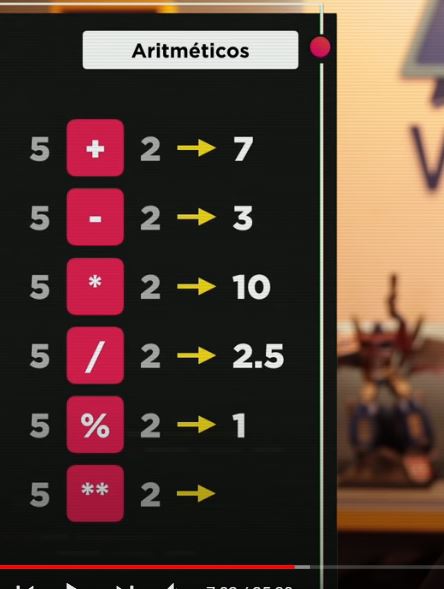 Aritméticos
5 + 2 → 7
5 - 2 → 3
5 * 2 → 10
5 / 2 → 2.5
5 % 2 → 1
5 ** 2 →